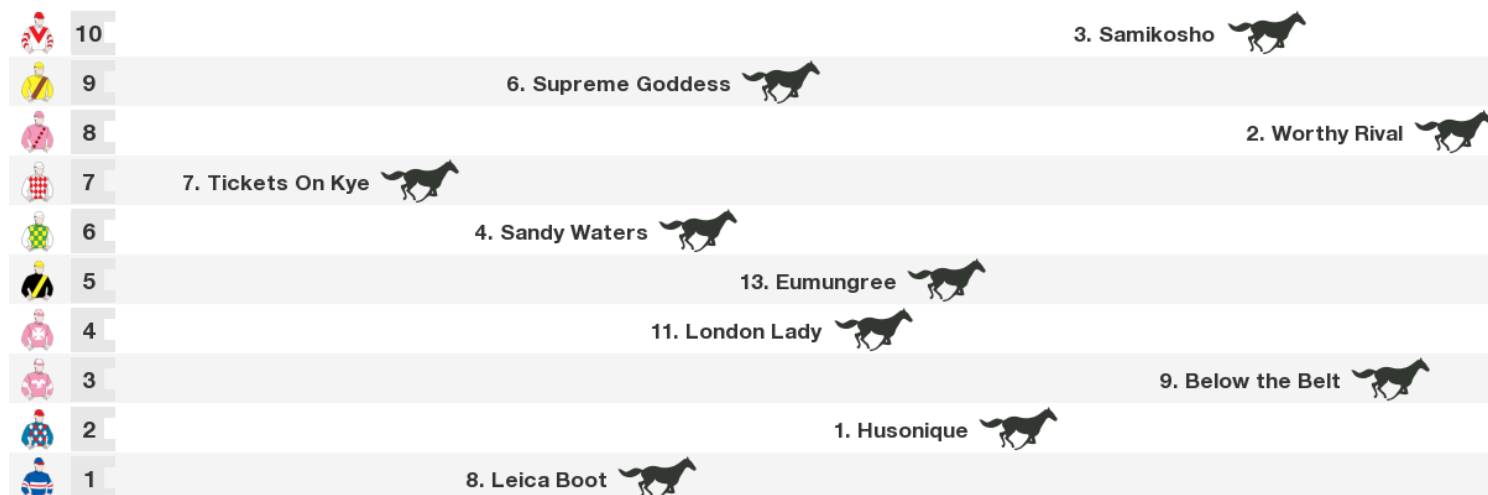 10 3. Samikosho
9 6. Supreme Goddess
8 2. Worthy Rival
7 7. Tickets On Kye
6 4. Sandy Waters
5 13. Eumungree
4 11. London Lady
3 9. Below the Belt
2 1. Husonique
1 8. Leica Boot